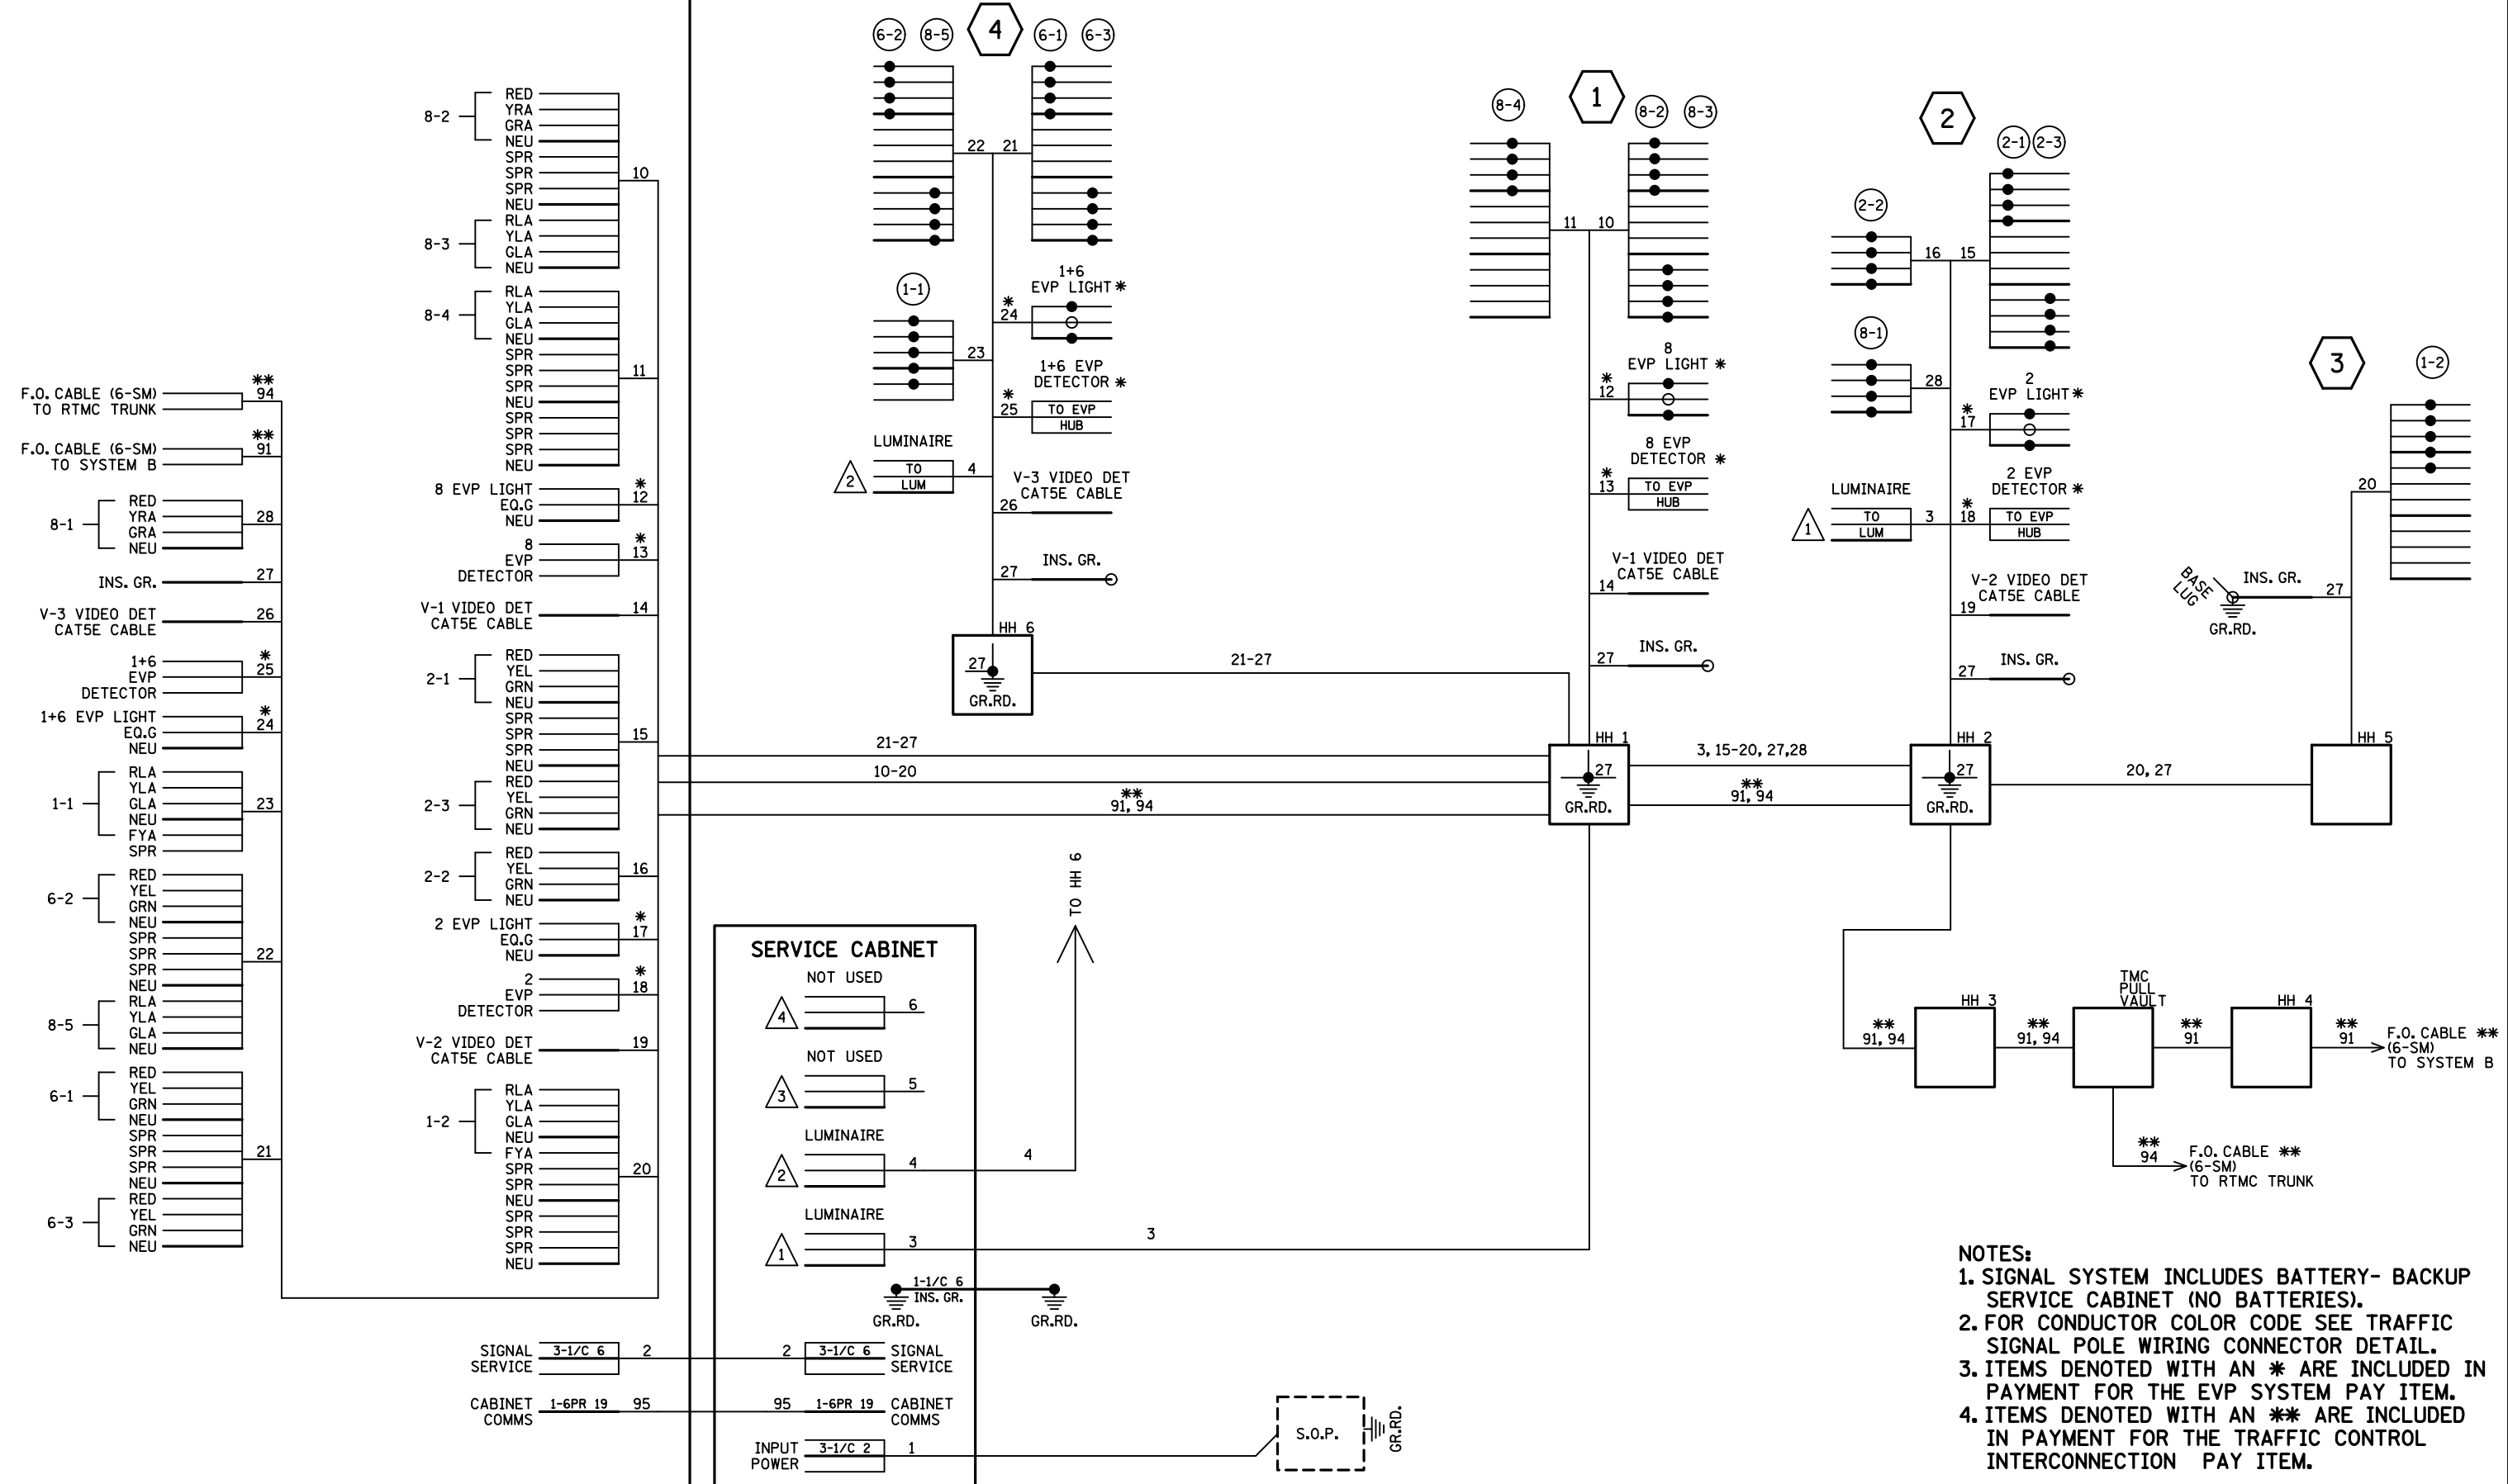 F.O. CABLE (6-SM)
TO RTMC TRUNK
**
94
F.O. CABLE (6-SM)
TO SYSTEM B
**
91
8-1
RED
YRA
GRA
NEU
28
INS. GR.
27
V-3 VIDEO DET
CAT5E CABLE
26
1+6
EVP
DETECTOR
*
25
1+6 EVP LIGHT
EQ.G
NEU
*
24
1-1
RLA
YLA
GLA
NEU
FYA
SPR
23
6-2
RED
YEL
GRN
NEU
SPR
SPR
SPR
NEU
22
8-5
RLA
YLA
GLA
NEU
6-1
RED
YEL
GRN
NEU
SPR
SPR
SPR
NEU
21
6-3
RED
YEL
GRN
NEU
8-2
RED
YRA
GRA
NEU
SPR
SPR
SPR
NEU
10
8-3
RLA
YLA
GLA
NEU
8-4
RLA
YLA
GLA
NEU
SPR
SPR
SPR
NEU
SPR
SPR
SPR
NEU
11
8 EVP LIGHT
EQ.G
NEU
*
12
8
EVP
DETECTOR
*
13
V-1 VIDEO DET
CAT5E CABLE
14
2-1
RED
YEL
GRN
NEU
SPR
SPR
SPR
NEU
15
2-3
RED
YEL
GRN
NEU
2-2
RED
YEL
GRN
NEU
16
2 EVP LIGHT
EQ.G
NEU
*
17
2
EVP
DETECTOR
*
18
V-2 VIDEO DET
CAT5E CABLE
19
1-2
RLA
YLA
GLA
NEU
FYA
SPR
SPR
NEU
SPR
SPR
SPR
NEU
20
SIGNAL
SERVICE
3-1/C 6
2
CABINET
COMMS
1-6PR 19
95
6-2
8-5
4
6-1
6-3
22
21
1-1
23
1+6
EVP LIGHT *
*
24
1+6 EVP
DETECTOR *
*
25
TO EVP
HUB
LUMINAIRE
2
TO
LUM
4
V-3 VIDEO DET
CAT5E CABLE
26
27
INS. GR.
HH 6
27
GR.RD.
21-27
8-4
1
8-2
8-3
11
10
8
EVP LIGHT *
*
12
8 EVP
DETECTOR *
*
13
TO EVP
HUB
V-1 VIDEO DET
CAT5E CABLE
14
27
INS. GR.
HH 1
27
GR.RD.
21-27
10-20
**
91, 94
2
2-1
2-3
2-2
16
15
8-1
28
2
EVP LIGHT *
*
17
2 EVP
DETECTOR *
LUMINAIRE
1
TO
LUM
3
*
18
TO EVP
HUB
V-2 VIDEO DET
CAT5E CABLE
19
27
INS. GR.
HH 2
27
GR.RD.
3, 15-20, 27,28
**
91, 94
3
1-2
20
BASE
LUG
INS. GR.
27
GR.RD.
HH 5
20, 27
TO HH 6
SERVICE CABINET
NOT USED
4
6
NOT USED
3
5
LUMINAIRE
2
4
4
LUMINAIRE
1
3
3
1-1/C 6
INS. GR.
GR.RD.
GR.RD.
2
3-1/C 6
SIGNAL
SERVICE
95
1-6PR 19
CABINET
COMMS
INPUT
POWER
3-1/C 2
1
S.O.P.
GR.RD.
**
91, 94
HH 3
**
91, 94
TMC
PULL
VAULT
**
91
HH 4
**
91
F.O. CABLE **
(6-SM)
TO SYSTEM B
**
94
F.O. CABLE **
(6-SM)
TO RTMC TRUNK
NOTES:
1. SIGNAL SYSTEM INCLUDES BATTERY- BACKUP
SERVICE CABINET (NO BATTERIES).
2. FOR CONDUCTOR COLOR CODE SEE TRAFFIC
SIGNAL POLE WIRING CONNECTOR DETAIL.
3. ITEMS DENOTED WITH AN * ARE INCLUDED IN
PAYMENT FOR THE EVP SYSTEM PAY ITEM.
4. ITEMS DENOTED WITH AN ** ARE INCLUDED
IN PAYMENT FOR THE TRAFFIC CONTROL
INTERCONNECTION PAY ITEM.